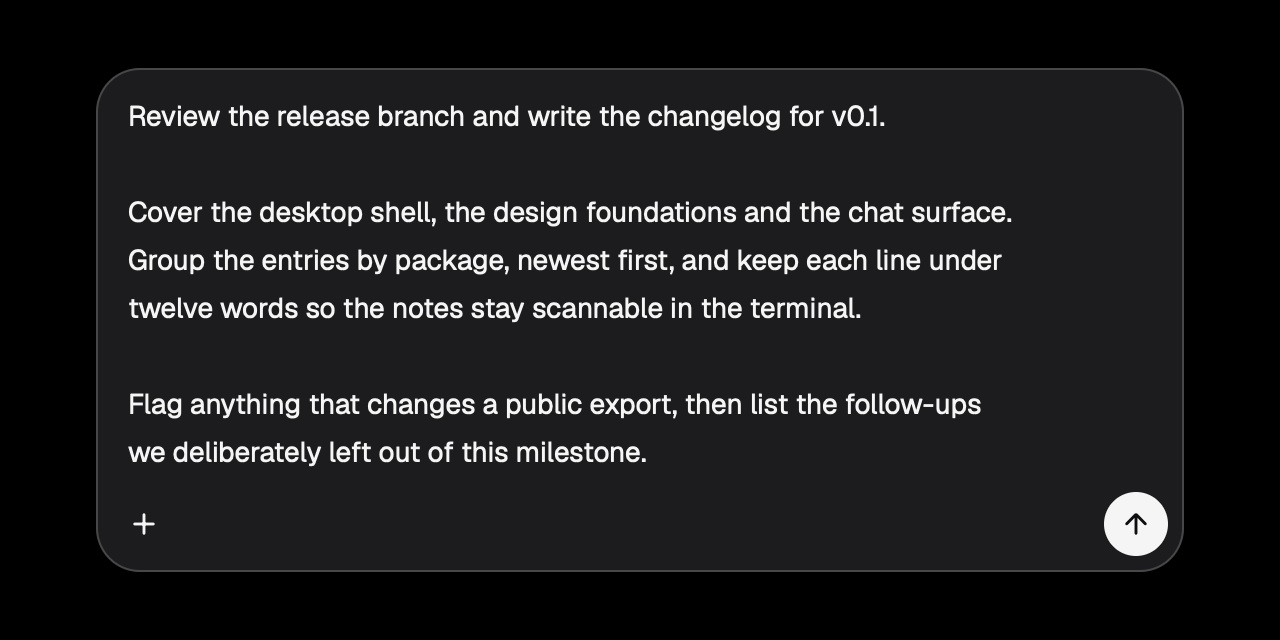 Review the release branch and write the changelog for v0.1.
Cover the desktop shell, the design foundations and the chat surface.
Group the entries by package, newest first, and keep each line under
twelve words so the notes stay scannable in the terminal.
Flag anything that changes a public export, then list the follow-ups
we deliberately left out of this milestone.